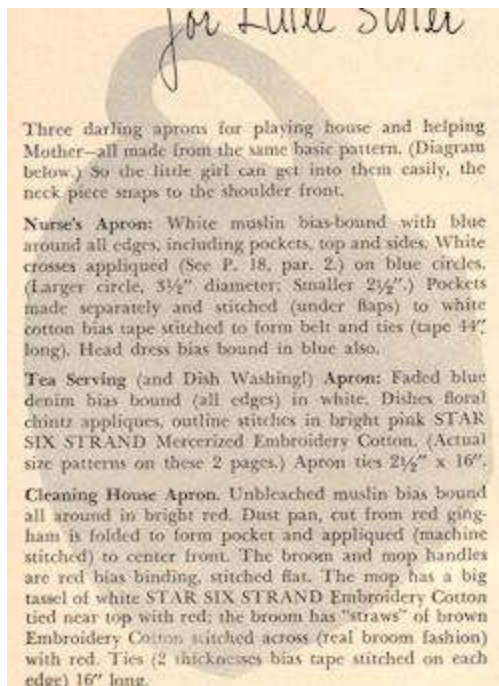 for Little Sister
Three darling aprons for playing house and helping
Mother—all made from the same basic pattern. (Diagram
below.) So the little girl can get into them easily, the
neck piece snaps to the shoulder front.
Nurse's Apron: White muslin bias-bound with blue
around all edges, including pockets, top and sides. White
crosses appliqued (See P. 18, par. 2.) on blue circles.
(Larger circle, 3½" diameter; Smaller 2½".) Pockets
made separately and stitched (under flaps) to white
cotton bias tape stitched to form belt and ties (tape 44"
long). Head dress bias bound in blue also.
Tea Serving (and Dish Washing!) Apron: Faded blue
denim bias bound (all edges) in white. Dishes floral
chintz appliques, outline stitches in bright pink STAR
SIX STRAND Mercerized Embroidery Cotton. (Actual
size patterns on these 2 pages.) Apron ties 2½" x 16".
Cleaning House Apron. Unbleached muslin bias bound
all around in bright red. Dust pan, cut from red ging-
ham is folded to form pocket and appliqued (machine
stitched) to center front. The broom and mop handles
are red bias binding, stitched flat. The mop has a big
tassel of white STAR SIX STRAND Embroidery Cotton
tied near top with red; the broom has "straws" of brown
Embroidery Cotton stitched across (real broom fashion)
with red. Ties (2 thicknesses bias tape stitched on each
edge) 16" long.